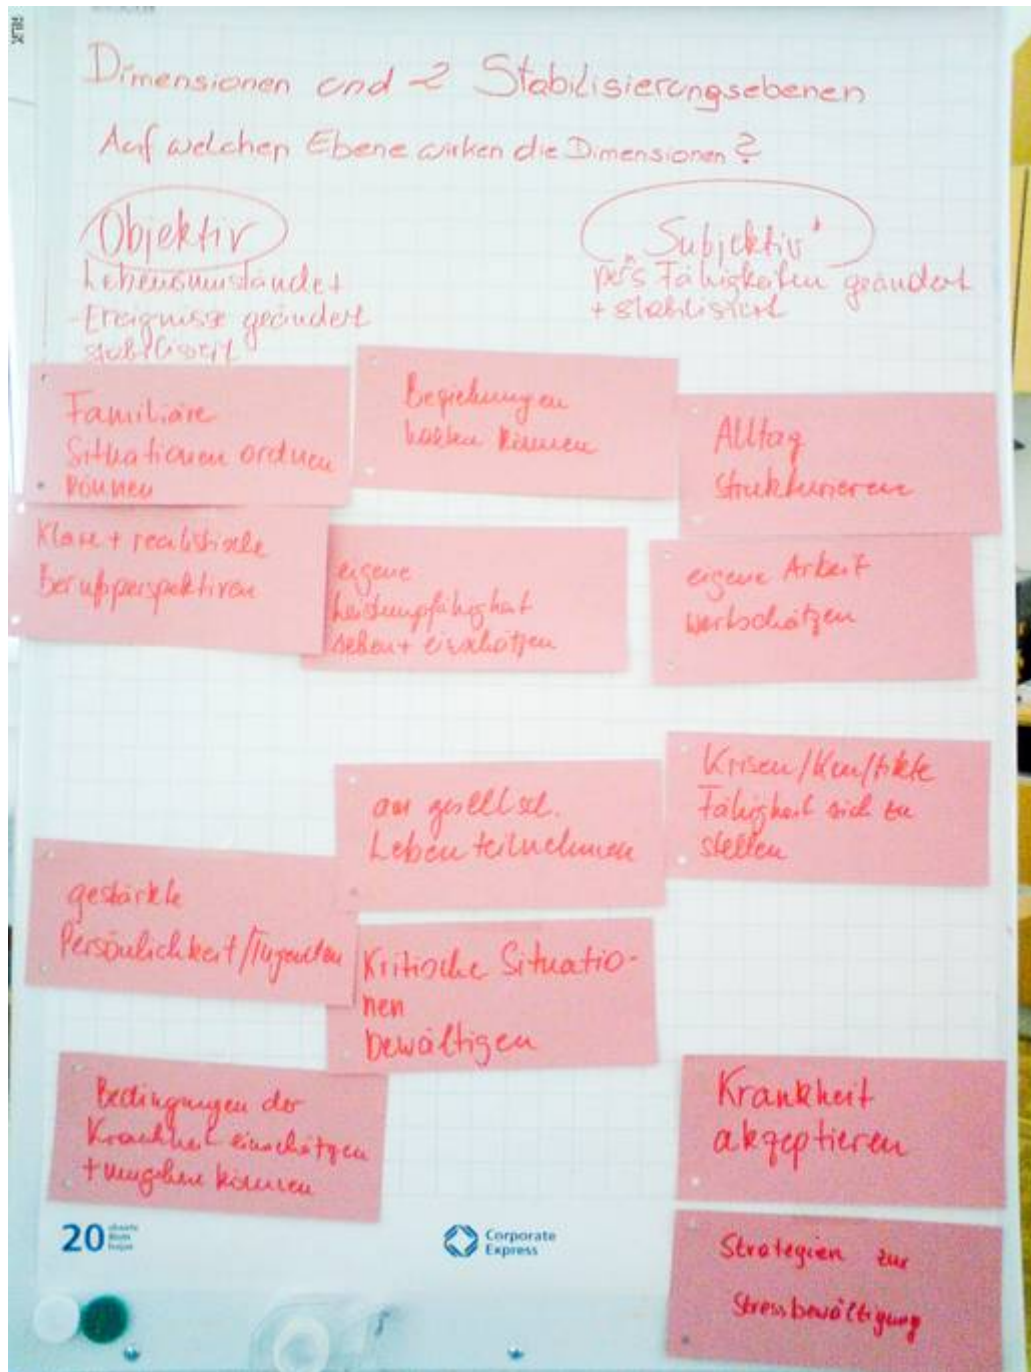 Dimensionen und 2 Stabilisierungsebenen
Auf welchen Ebene wirken die Dimensionen?
Objektiv
Lebensumstände +
-Ereignisse geändert
stabilisiert
Subjektiv
pers Fähigkeiten geändert
+ stabilisiert
Familiäre
Situationen ordnen
können
Beziehungen
halten können
Alltag
strukturieren
Klare + realistische
Berufsperspektiven
eigene
Leistungsfähigkeit
sehen + einschätzen
eigene Arbeit
wertschätzen
am gesellsch.
Leben teilnehmen
Krisen/Konflikte
Fähigkeit sich zu
stellen
gestärkte
Persönlichkeit/Tugenden
Kritische Situatio-
nen
bewältigen
Bedingungen der
Krankheit einschätzen
+ umgehen können
Krankheit
akzeptieren
Strategien zur
Stressbewältigung
20
Corporate
Express